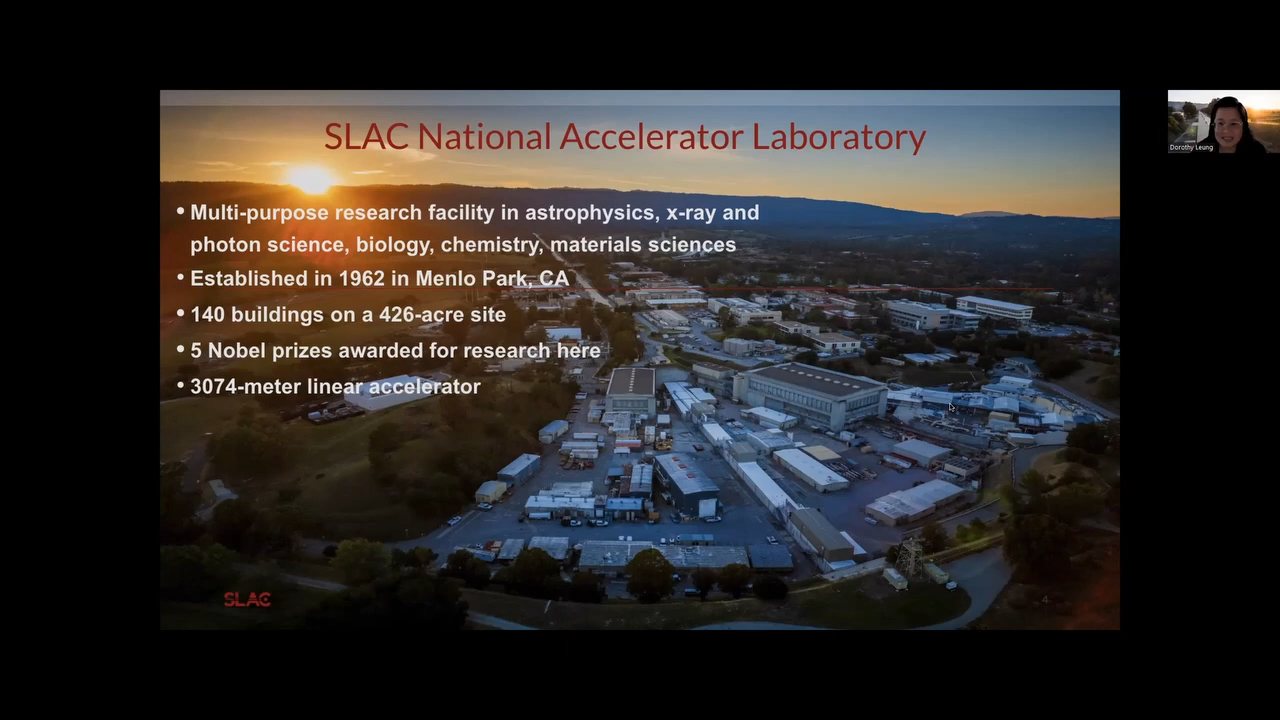 SLAC National Accelerator Laboratory
• Multi-purpose research facility in astrophysics, x-ray and
photon science, biology, chemistry, materials sciences
• Established in 1962 in Menlo Park, CA
• 140 buildings on a 426-acre site
• 5 Nobel prizes awarded for research here
• 3074-meter linear accelerator
SLAC
4
Dorothy Leung